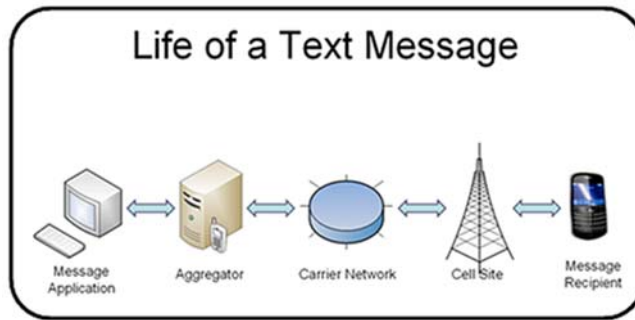 Life of a Text Message
Message
Application
Aggregator
Carrier Network
Cell Site
Message
Recipient